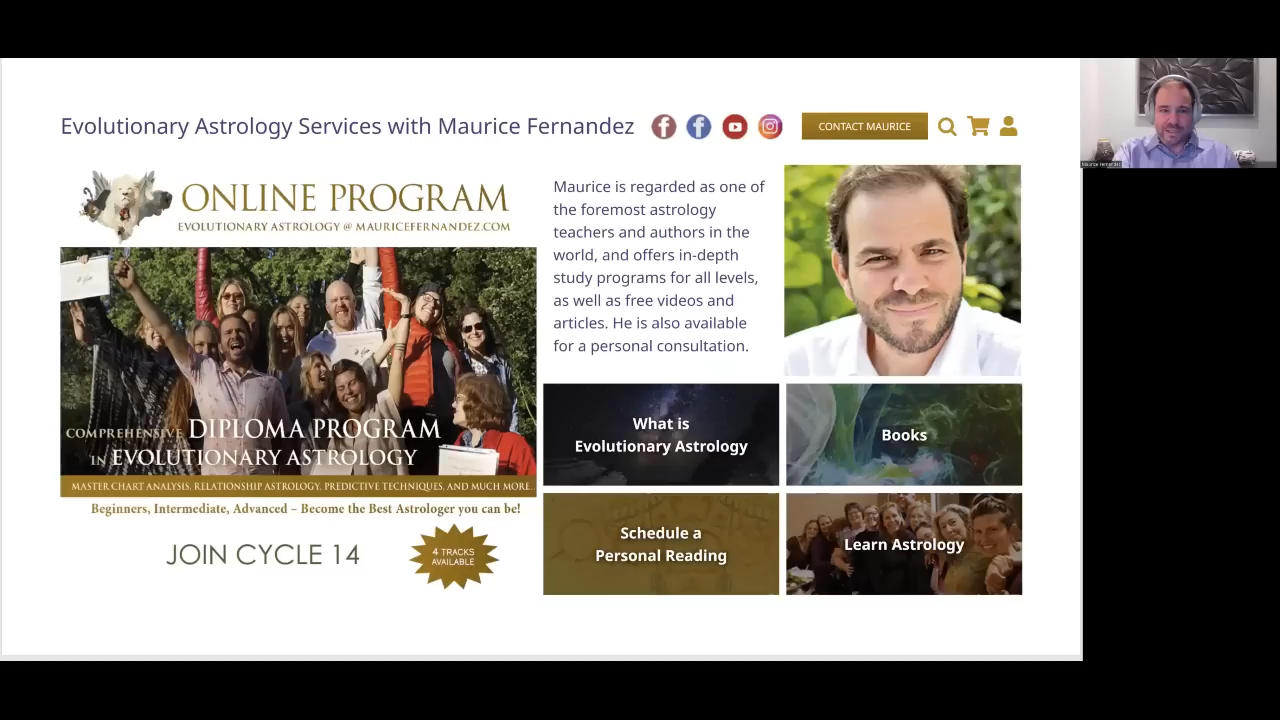 Evolutionary Astrology Services with Maurice Fernandez
CONTACT MAURICE
ONLINE PROGRAM
EVOLUTIONARY ASTROLOGY @ MAURICEFERNANDEZ.COM
COMPREHENSIVE DIPLOMA PROGRAM
IN EVOLUTIONARY ASTROLOGY
MASTER CHART ANALYSIS, RELATIONSHIP ASTROLOGY, PREDICTIVE TECHNIQUES, AND MUCH MORE...
Beginners, Intermediate, Advanced – Become the Best Astrologer you can be!
JOIN CYCLE 14
4 TRACKS
AVAILABLE
Maurice is regarded as one of
the foremost astrology
teachers and authors in the
world, and offers in-depth
study programs for all levels,
as well as free videos and
articles. He is also available
for a personal consultation.
What is
Evolutionary Astrology
Books
Schedule a
Personal Reading
Learn Astrology
Maurice Fernandez